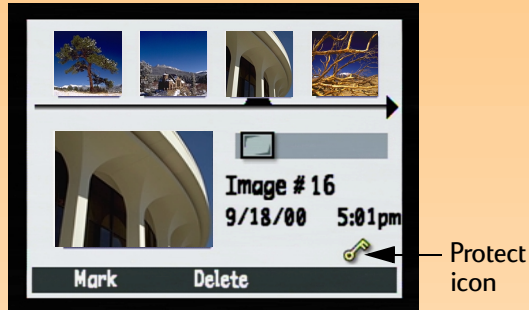 Image # 16
9/18/00 5:01pm
Protect
icon
Mark Delete